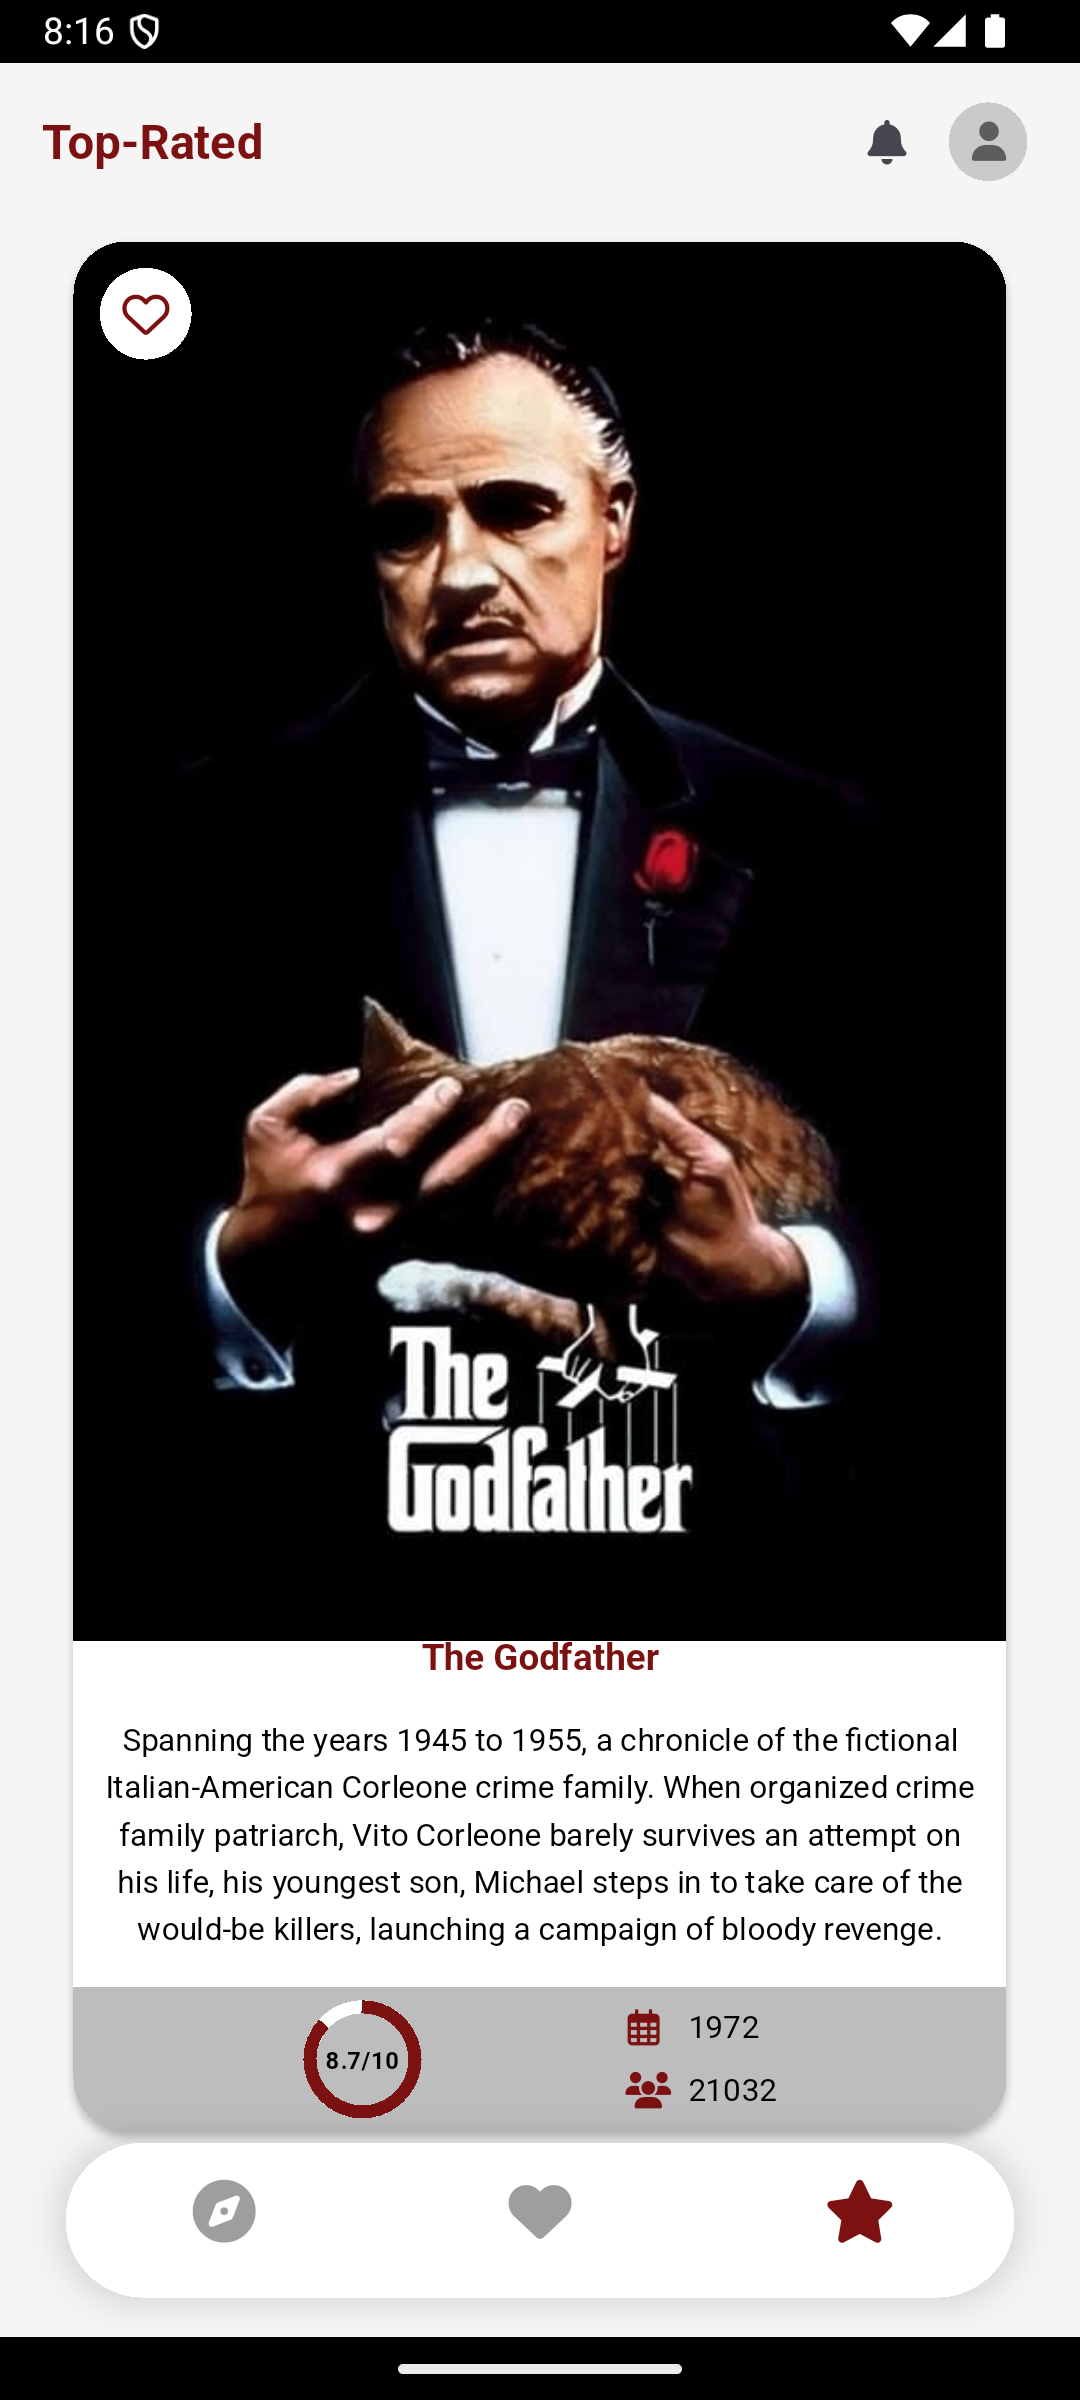 8:16
Top-Rated
The
Godfather
The Godfather
Spanning the years 1945 to 1955, a chronicle of the fictional
Italian-American Corleone crime family. When organized crime
family patriarch, Vito Corleone barely survives an attempt on
his life, his youngest son, Michael steps in to take care of the
would-be killers, launching a campaign of bloody revenge.
8.7/10
1972
21032